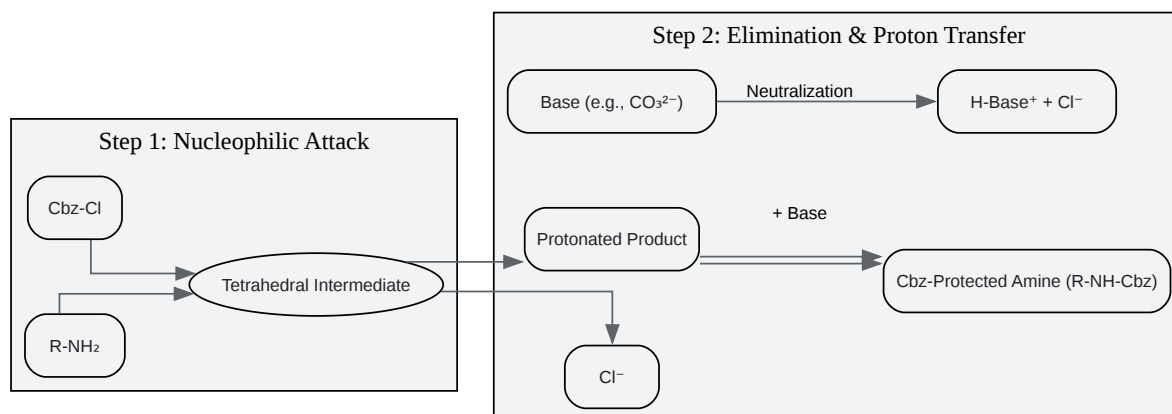 Step 1: Nucleophilic Attack
Cbz-Cl
R-NH₂
Tetrahedral Intermediate
Step 2: Elimination & Proton Transfer
Base (e.g., CO₃²⁻)
Neutralization
H-Base⁺ + Cl⁻
Protonated Product
+ Base
Cbz-Protected Amine (R-NH-Cbz)
Cl⁻